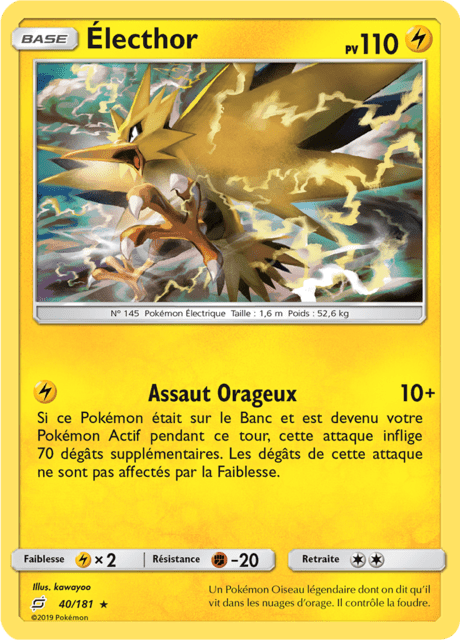 BASE Électhor PV 110
N° 145 Pokémon Électrique Taille : 1,6 m Poids : 52,6 kg
Assaut Orageux 10+
Si ce Pokémon était sur le Banc et est devenu votre
Pokémon Actif pendant ce tour, cette attaque inflige
70 dégâts supplémentaires. Les dégâts de cette attaque
ne sont pas affectés par la Faiblesse.
Faiblesse ×2 Résistance -20 Retraite
Illus. kawayoo
40/181 ★
©2019 Pokémon
Un Pokémon Oiseau légendaire dont on dit qu'il
vit dans les nuages d'orage. Il contrôle la foudre.